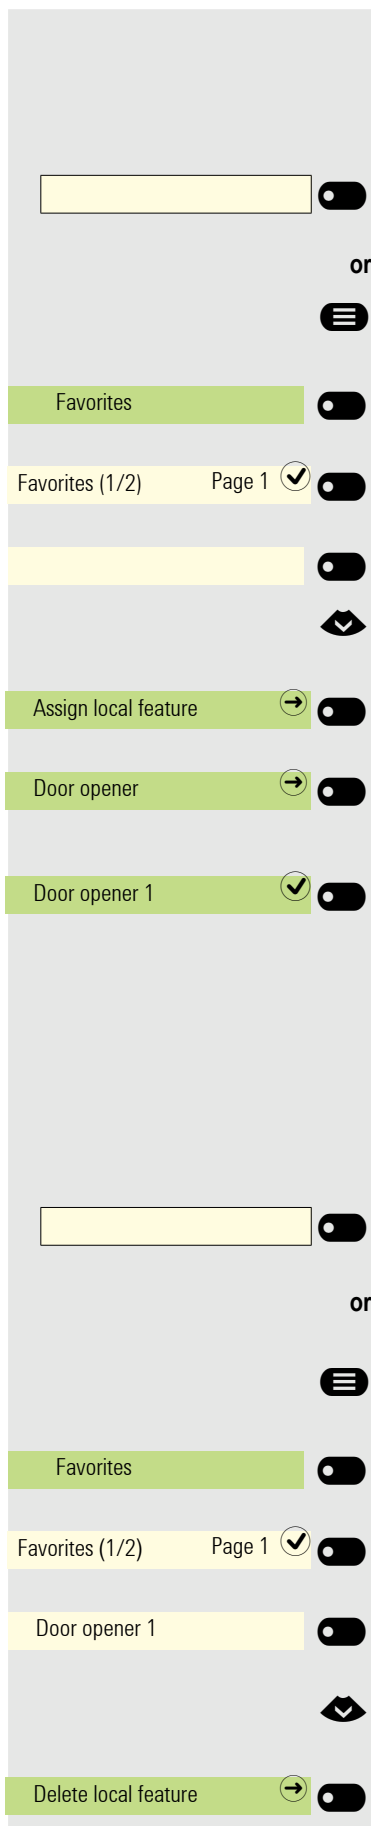 or
Favorites
Favorites (1/2) Page 1
Assign local feature
Door opener
Door opener 1
or
Favorites
Favorites (1/2) Page 1
Door opener 1
Delete local feature